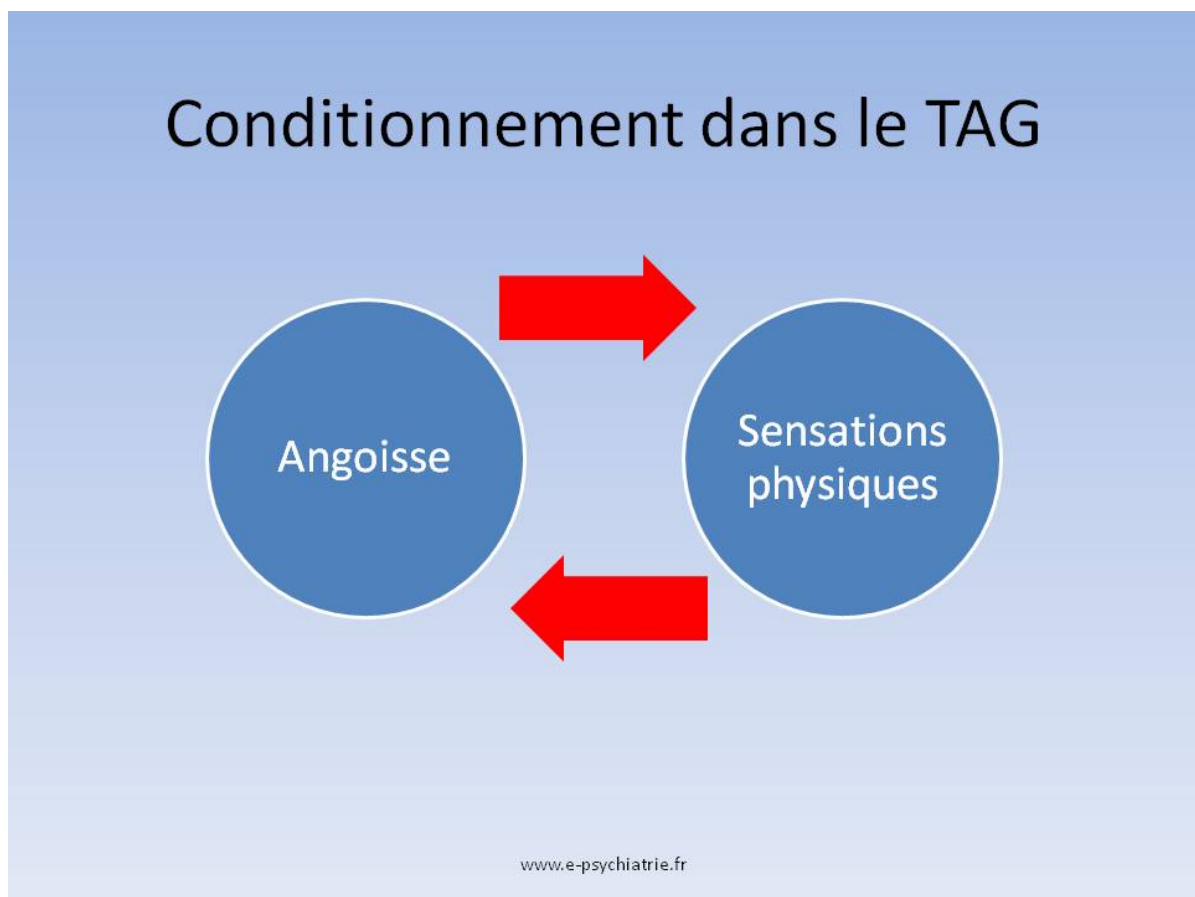 Conditionnement dans le TAG
Angoisse
Sensations
physiques
www.e-psychiatrie.fr